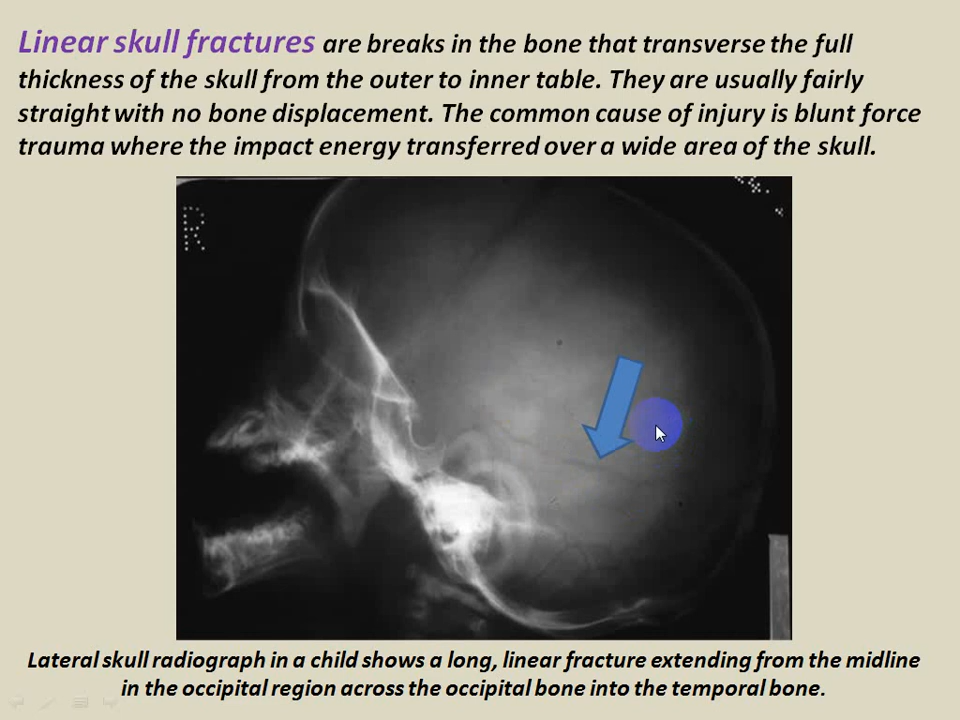 Linear skull fractures are breaks in the bone that transverse the full
thickness of the skull from the outer to inner table. They are usually fairly
straight with no bone displacement. The common cause of injury is blunt force
trauma where the impact energy transferred over a wide area of the skull.
R
Lateral skull radiograph in a child shows a long, linear fracture extending from the midline
in the occipital region across the occipital bone into the temporal bone.